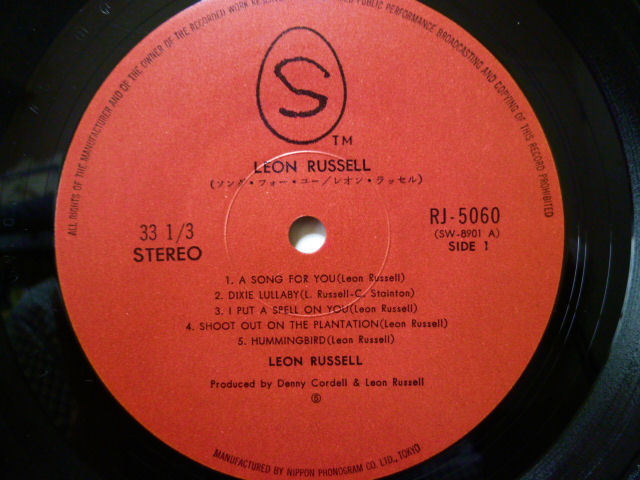 ALL RIGHTS OF THE MANUFACTURER AND OF THE OWNER OF THE RECORDED WORK RESERVED PUBLIC PERFORMANCE BROADCASTING AND COPYING OF THIS RECORD PROHIBITED
S
TM
LEON RUSSELL
(ソング・フォー・ユー/レオン・ラッセル)
33 1/3
STEREO
RJ-5060
(SW-8901 A)
SIDE 1
1. A SONG FOR YOU(Leon Russell)
2. DIXIE LULLABY(L. Russell-C. Stainton)
3. I PUT A SPELL ON YOU(Leon Russell)
4. SHOOT OUT ON THE PLANTATION(Leon Russell)
5. HUMMINGBIRD(Leon Russell)
LEON RUSSELL
Produced by Denny Cordell & Leon Russell
Ⓢ
MANUFACTURED BY NIPPON PHONOGRAM CO. LTD., TOKYO